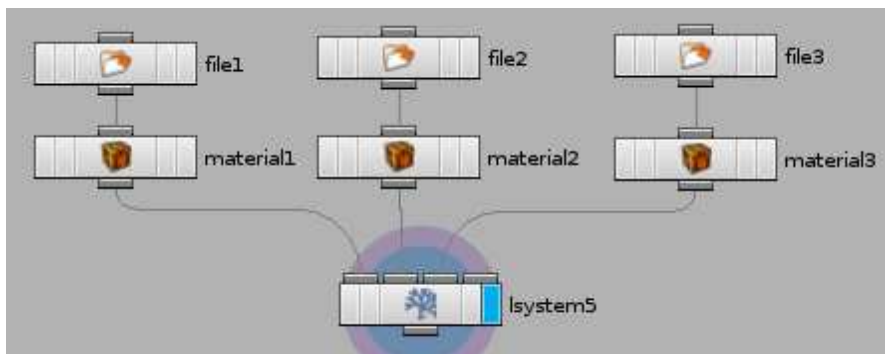 file1
file2
file3
material1
material2
material3
lsystem5